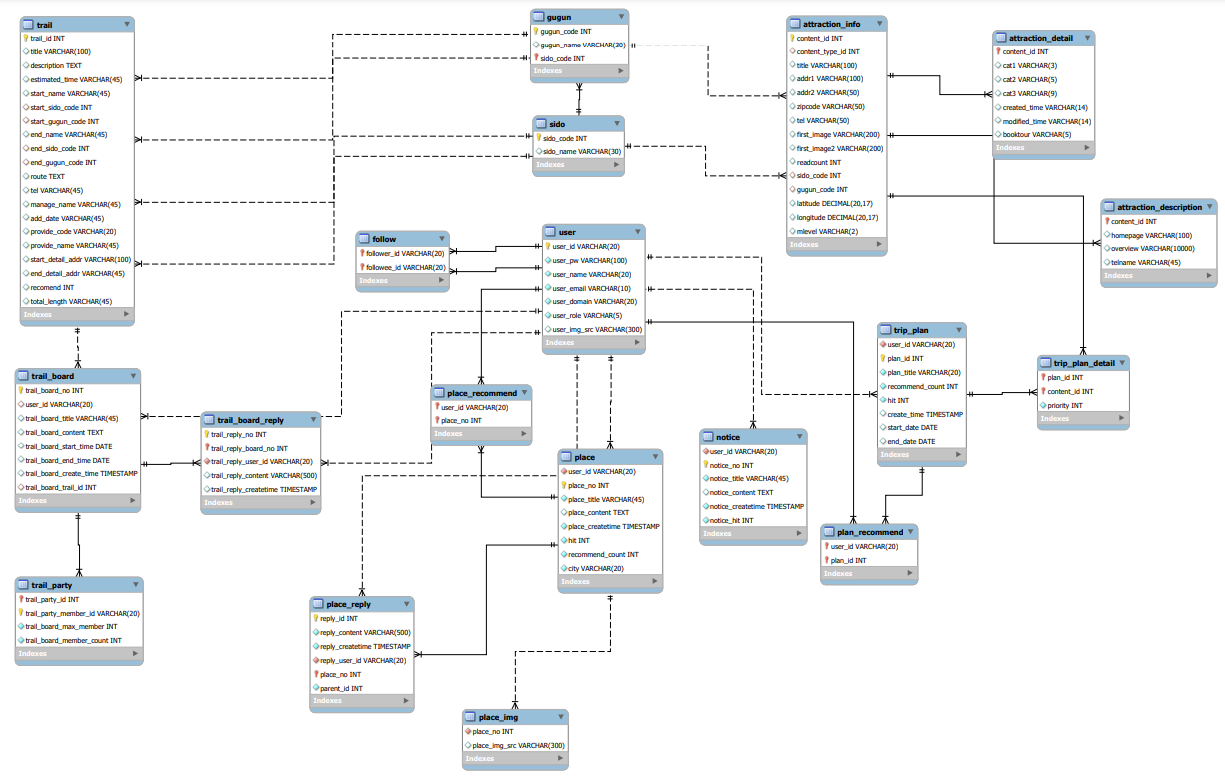 trail
trail_id INT
title VARCHAR(100)
description TEXT
estimated_time VARCHAR(45)
start_name VARCHAR(45)
start_sido_code INT
start_gugun_code INT
end_name VARCHAR(45)
end_sido_code INT
end_gugun_code INT
route TEXT
tel VARCHAR(45)
manage_name VARCHAR(45)
add_date VARCHAR(45)
provide_code VARCHAR(20)
provide_name VARCHAR(45)
start_detail_addr VARCHAR(100)
end_detail_addr VARCHAR(45)
recomend INT
total_length VARCHAR(45)
Indexes
gugun
gugun_code INT
gugun_name VARCHAR(30)
sido_code INT
Indexes
sido
sido_code INT
sido_name VARCHAR(30)
Indexes
attraction_info
content_id INT
content_type_id INT
title VARCHAR(100)
addr1 VARCHAR(100)
addr2 VARCHAR(50)
zipcode VARCHAR(50)
tel VARCHAR(50)
first_image VARCHAR(200)
first_image2 VARCHAR(200)
readcount INT
sido_code INT
gugun_code INT
latitude DECIMAL(20,17)
longitude DECIMAL(20,17)
mlevel VARCHAR(2)
Indexes
attraction_detail
content_id INT
cat1 VARCHAR(3)
cat2 VARCHAR(5)
cat3 VARCHAR(9)
created_time VARCHAR(14)
modified_time VARCHAR(14)
booktour VARCHAR(5)
Indexes
attraction_description
content_id INT
homepage VARCHAR(100)
overview VARCHAR(10000)
telname VARCHAR(45)
Indexes
follow
follower_id VARCHAR(20)
followee_id VARCHAR(20)
Indexes
user
user_id VARCHAR(20)
user_pw VARCHAR(100)
user_name VARCHAR(20)
user_email VARCHAR(10)
user_domain VARCHAR(20)
user_role VARCHAR(5)
user_img_src VARCHAR(300)
Indexes
trip_plan
user_id VARCHAR(20)
plan_id INT
plan_title VARCHAR(20)
recommend_count INT
hit INT
create_time TIMESTAMP
start_date DATE
end_date DATE
Indexes
trip_plan_detail
plan_id INT
content_id INT
priority INT
Indexes
trail_board
trail_board_no INT
user_id VARCHAR(20)
trail_board_title VARCHAR(45)
trail_board_content TEXT
trail_board_start_time DATE
trail_board_end_time DATE
trail_board_create_time TIMESTAMP
trail_board_trail_id INT
Indexes
trail_board_reply
trail_reply_no INT
trail_reply_board_no INT
trail_reply_user_id VARCHAR(20)
trail_reply_content VARCHAR(500)
trail_reply_createtime TIMESTAMP
Indexes
place_recommend
user_id VARCHAR(20)
place_no INT
Indexes
place
user_id VARCHAR(20)
place_no INT
place_title VARCHAR(45)
place_content TEXT
place_createtime TIMESTAMP
hit INT
recommend_count INT
city VARCHAR(20)
Indexes
notice
user_id VARCHAR(20)
notice_no INT
notice_title VARCHAR(45)
notice_content TEXT
notice_createtime TIMESTAMP
notice_hit INT
Indexes
plan_recommend
user_id VARCHAR(20)
plan_id INT
Indexes
trail_party
trail_party_id INT
trail_party_member_id VARCHAR(20)
trail_board_max_member INT
trail_board_member_count INT
Indexes
place_reply
reply_id INT
reply_content VARCHAR(500)
reply_createtime TIMESTAMP
reply_user_id VARCHAR(20)
place_no INT
parent_id INT
Indexes
place_img
place_no INT
place_img_src VARCHAR(300)
Indexes